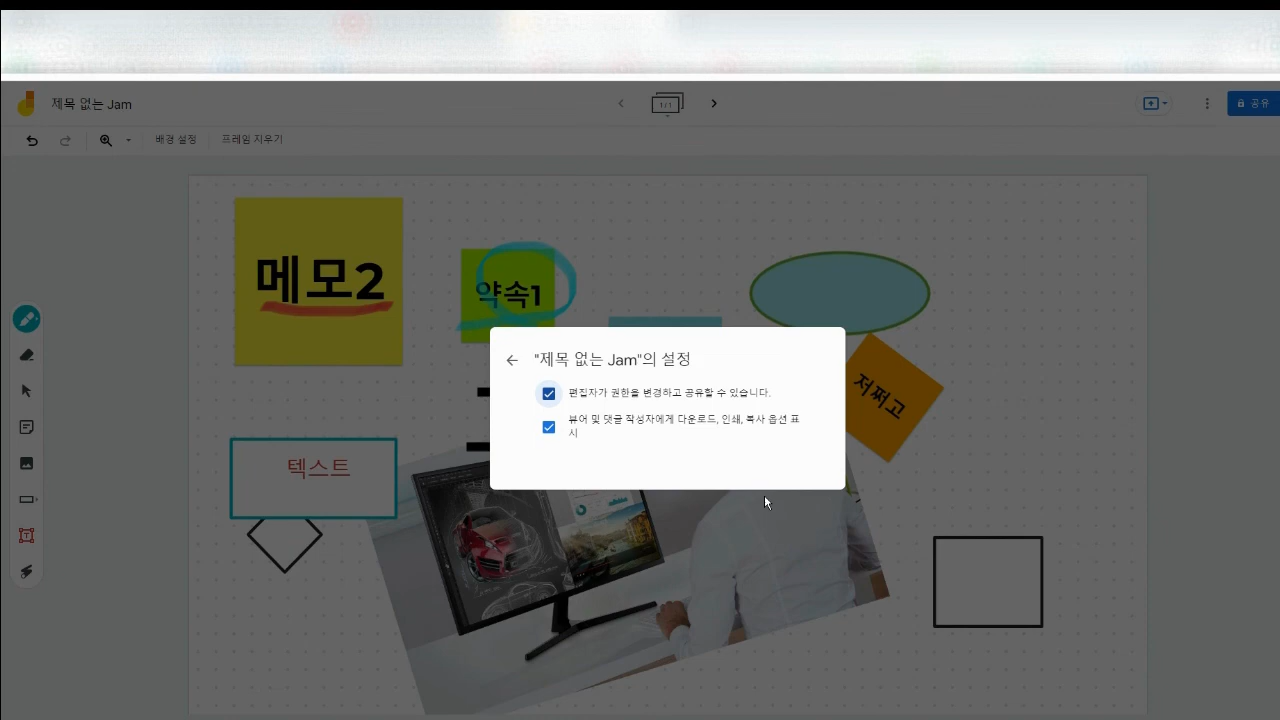 제목 없는 Jam
1/1
공유
배경 설정
프레임 지우기
메모2
약속1
"제목 없는 Jam"의 설정
편집자가 권한을 변경하고 공유할 수 있습니다.
뷰어 및 댓글 작성자에게 다운로드, 인쇄, 복사 옵션 표
시
저쩌고
텍스트